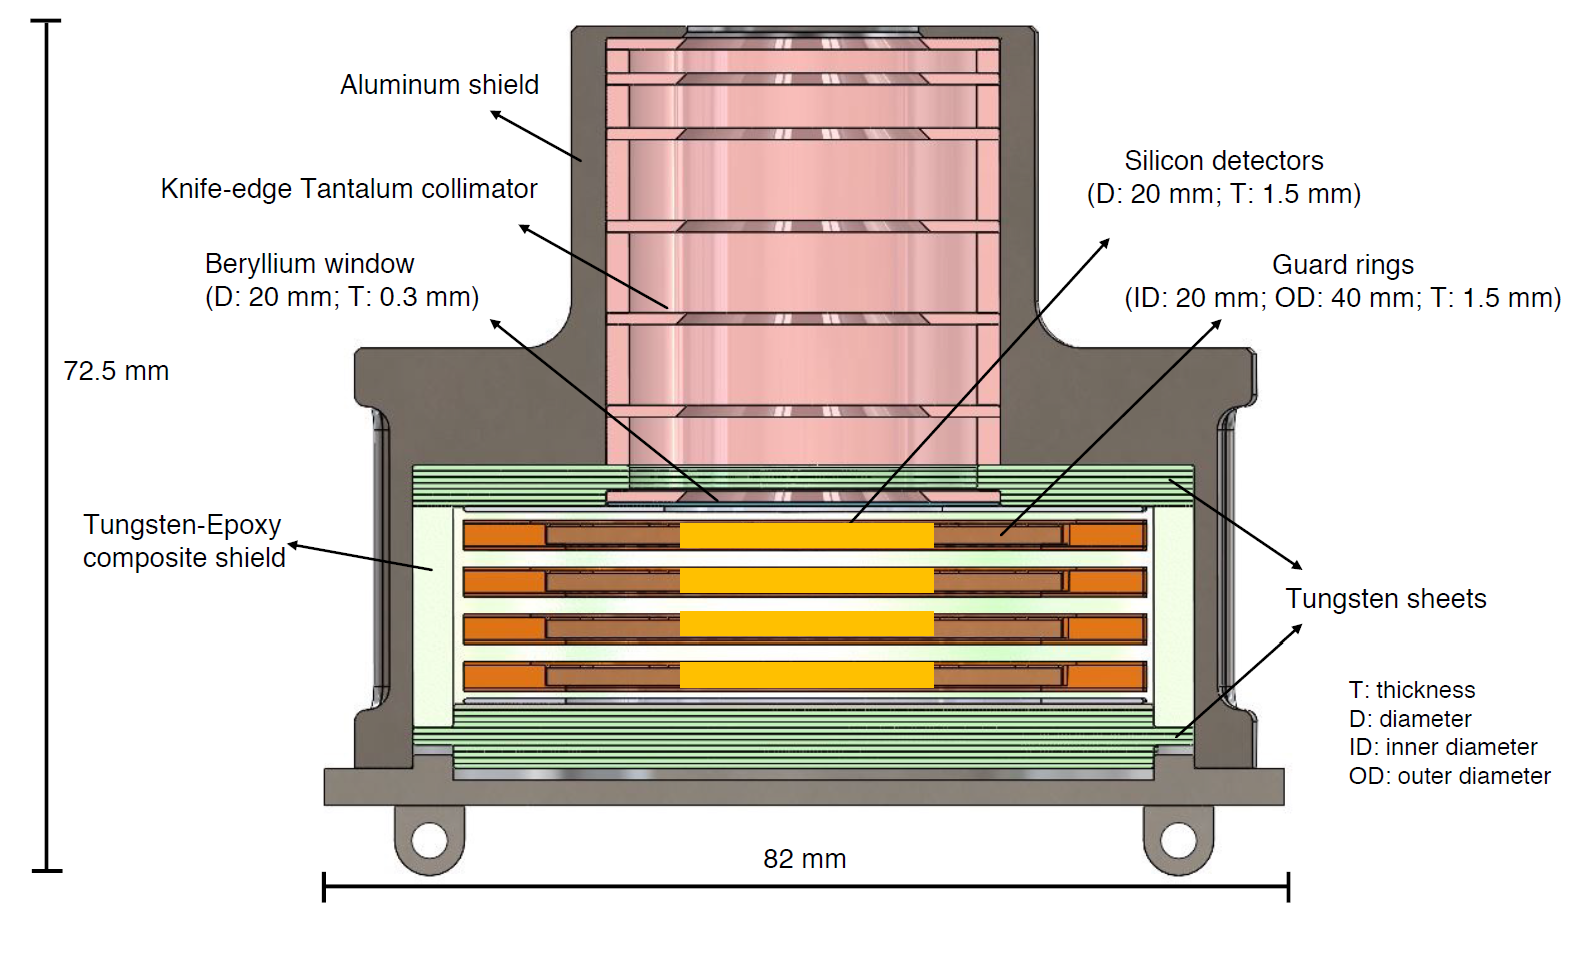 Aluminum shield
Knife-edge Tantalum collimator
Beryllium window
(D: 20 mm; T: 0.3 mm)
72.5 mm
Tungsten-Epoxy
composite shield
Silicon detectors
(D: 20 mm; T: 1.5 mm)
Guard rings
(ID: 20 mm; OD: 40 mm; T: 1.5 mm)
Tungsten sheets
T: thickness
D: diameter
ID: inner diameter
OD: outer diameter
82 mm